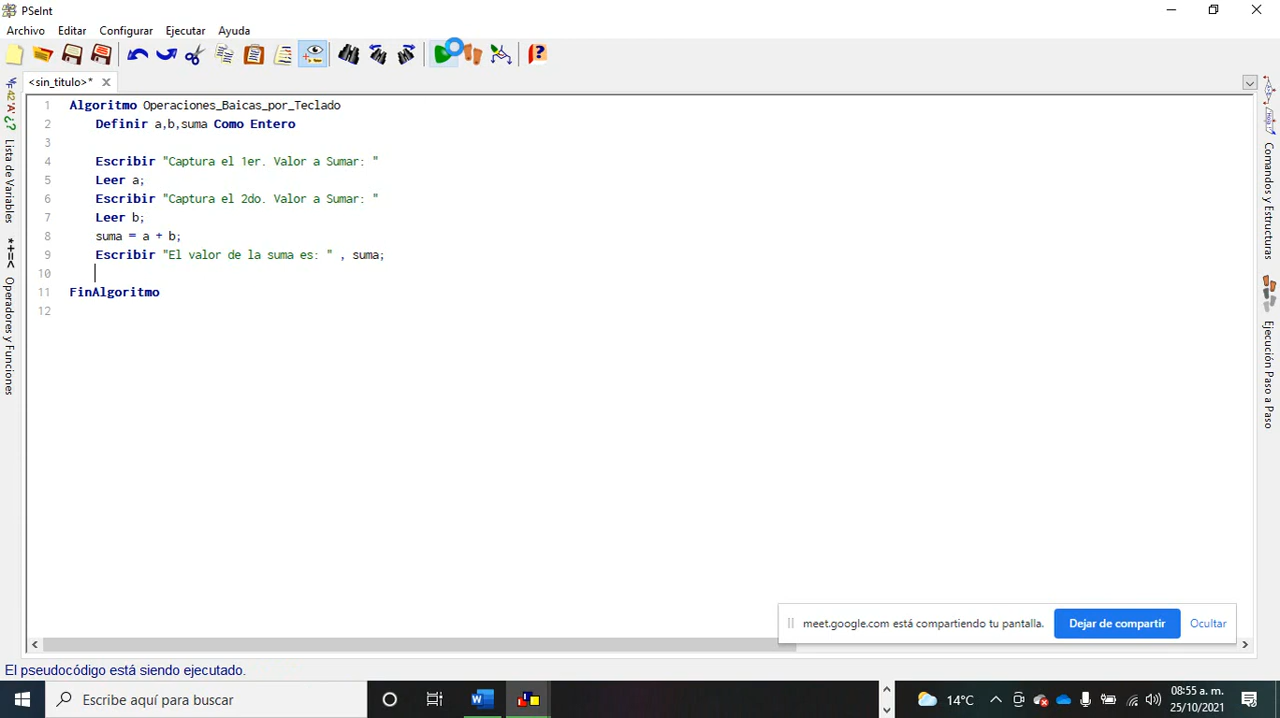 PSeInt
Archivo Editar Configurar Ejecutar Ayuda
<sin_titulo>*
1 Algoritmo Operaciones_Baicas_por_Teclado
2 Definir a,b,suma Como Entero
3
4 Escribir "Captura el 1er. Valor a Sumar: "
5 Leer a;
6 Escribir "Captura el 2do. Valor a Sumar: "
7 Leer b;
8 suma = a + b;
9 Escribir "El valor de la suma es: " , suma;
10
11 FinAlgoritmo
12
Lista de Variables
*+=< Operadores y Funciones
Comandos y Estructuras
Ejecución Paso a Paso
meet.google.com está compartiendo tu pantalla. Dejar de compartir Ocultar
El pseudocódigo está siendo ejecutado.
Escribe aquí para buscar
14°C
08:55 a. m.
25/10/2021